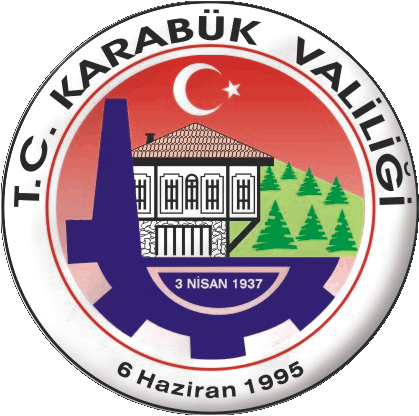 T.C. KARABÜK VALİLİĞİ
3 NİSAN 1937
6 Haziran 1995